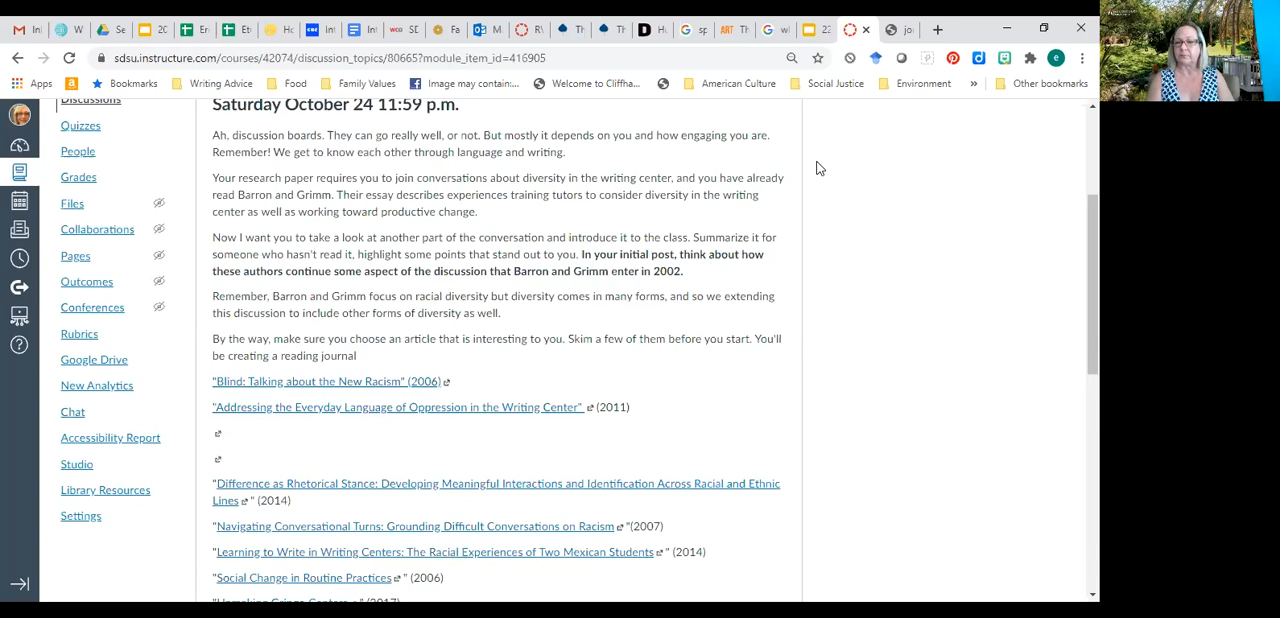 sdsu.instructure.com/courses/42074/discussion_topics/80665?module_item_id=416905
Apps
Bookmarks
Writing Advice
Food
Family Values
Image may contain:...
Welcome to Cliffha...
American Culture
Social Justice
Environment
»
Other bookmarks
Discussions
Quizzes
People
Grades
Files
Collaborations
Pages
Outcomes
Conferences
Rubrics
Google Drive
New Analytics
Chat
Accessibility Report
Studio
Library Resources
Settings
Saturday October 24 11:59 p.m.
Ah, discussion boards. They can go really well, or not. But mostly it depends on you and how engaging you are.
Remember! We get to know each other through language and writing.
Your research paper requires you to join conversations about diversity in the writing center, and you have already
read Barron and Grimm. Their essay describes experiences training tutors to consider diversity in the writing
center as well as working toward productive change.
Now I want you to take a look at another part of the conversation and introduce it to the class. Summarize it for
someone who hasn't read it, highlight some points that stand out to you. In your initial post, think about how
these authors continue some aspect of the discussion that Barron and Grimm enter in 2002.
Remember, Barron and Grimm focus on racial diversity but diversity comes in many forms, and so we extending
this discussion to include other forms of diversity as well.
By the way, make sure you choose an article that is interesting to you. Skim a few of them before you start. You'll
be creating a reading journal
"Blind: Talking about the New Racism" (2006)
"Addressing the Everyday Language of Oppression in the Writing Center" (2011)
"Difference as Rhetorical Stance: Developing Meaningful Interactions and Identification Across Racial and Ethnic
Lines " (2014)
"Navigating Conversational Turns: Grounding Difficult Conversations on Racism "(2007)
"Learning to Write in Writing Centers: The Racial Experiences of Two Mexican Students " (2014)
"Social Change in Routine Practices " (2006)